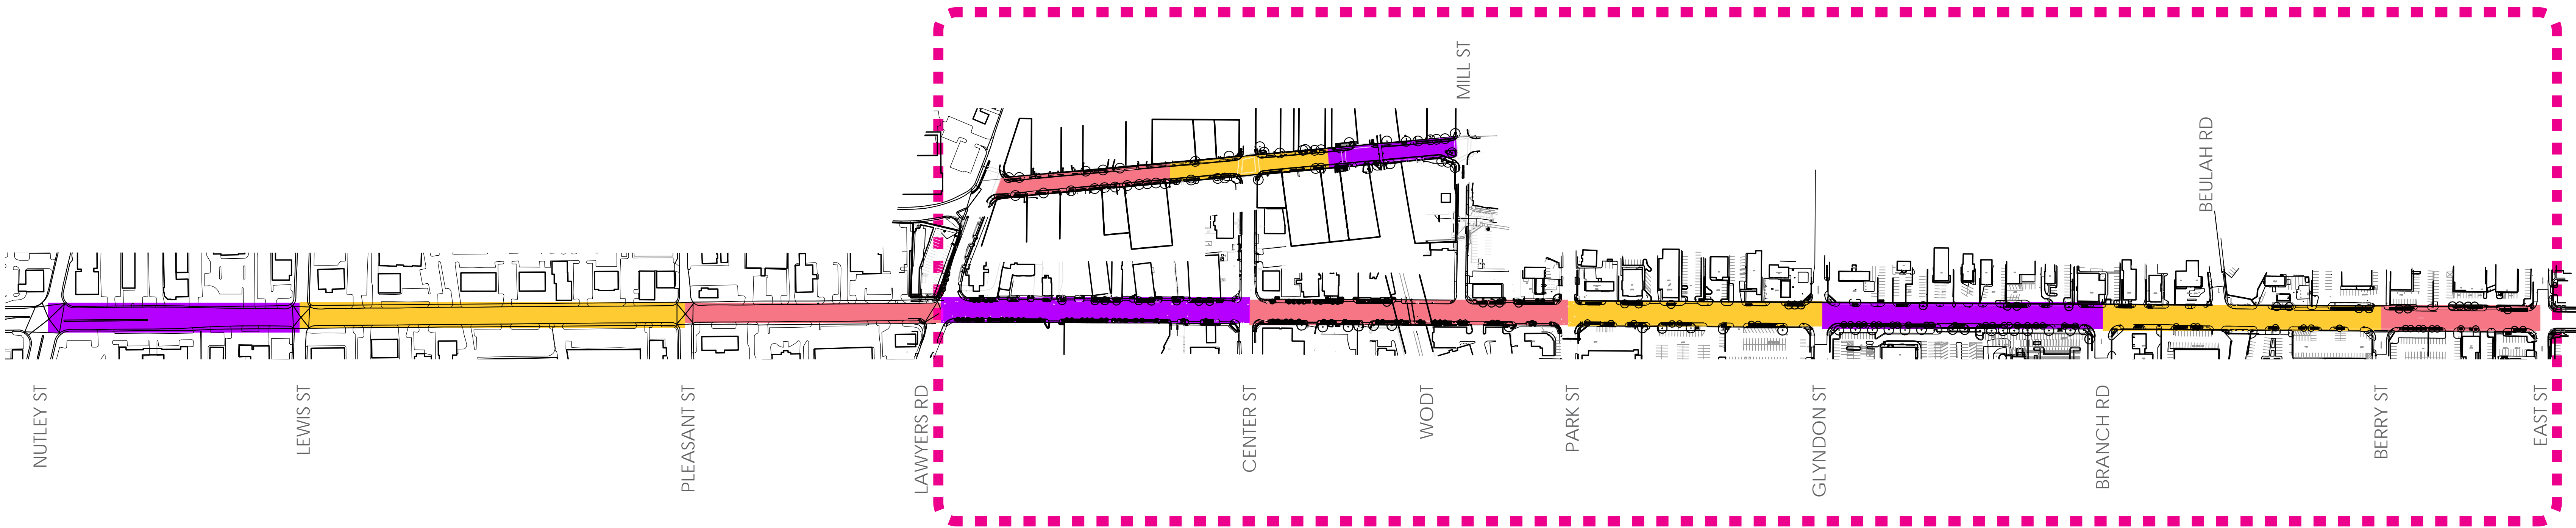 MILL ST
BEULAH RD
NUTLEY ST
LEWIS ST
PLEASANT ST
LAWYERS RD
CENTER ST
WODT
PARK ST
GLYNDON ST
BRANCH RD
BERRY ST
EAST ST